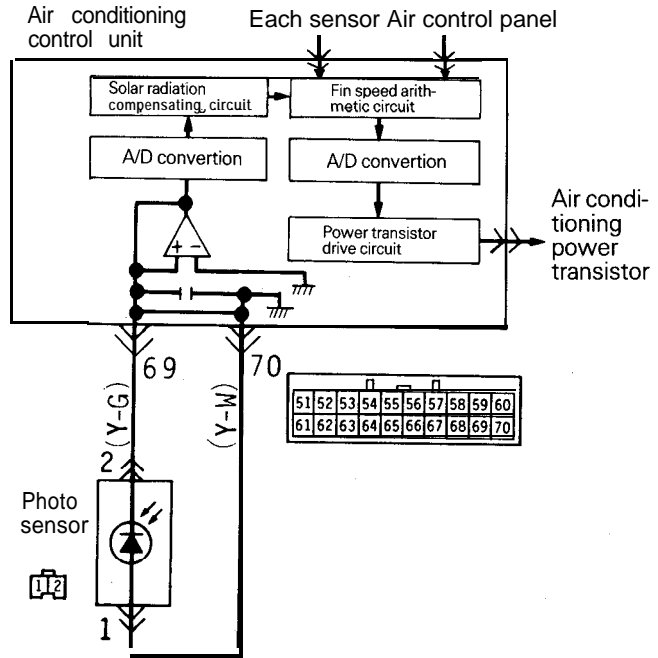 Air conditioning
control unit
Each sensor Air control panel
Solar radiation
compensating circuit
Fin speed arith-
metic circuit
A/D convertion
A/D convertion
Power transistor
drive circuit
Air condi-
tioning
power
transistor
+ -
69
70
(Y-G)
(Y-W)
51 52 53 54 55 56 57 58 59 60
61 62 63 64 65 66 67 68 69 70
2
Photo
sensor
1 2
1